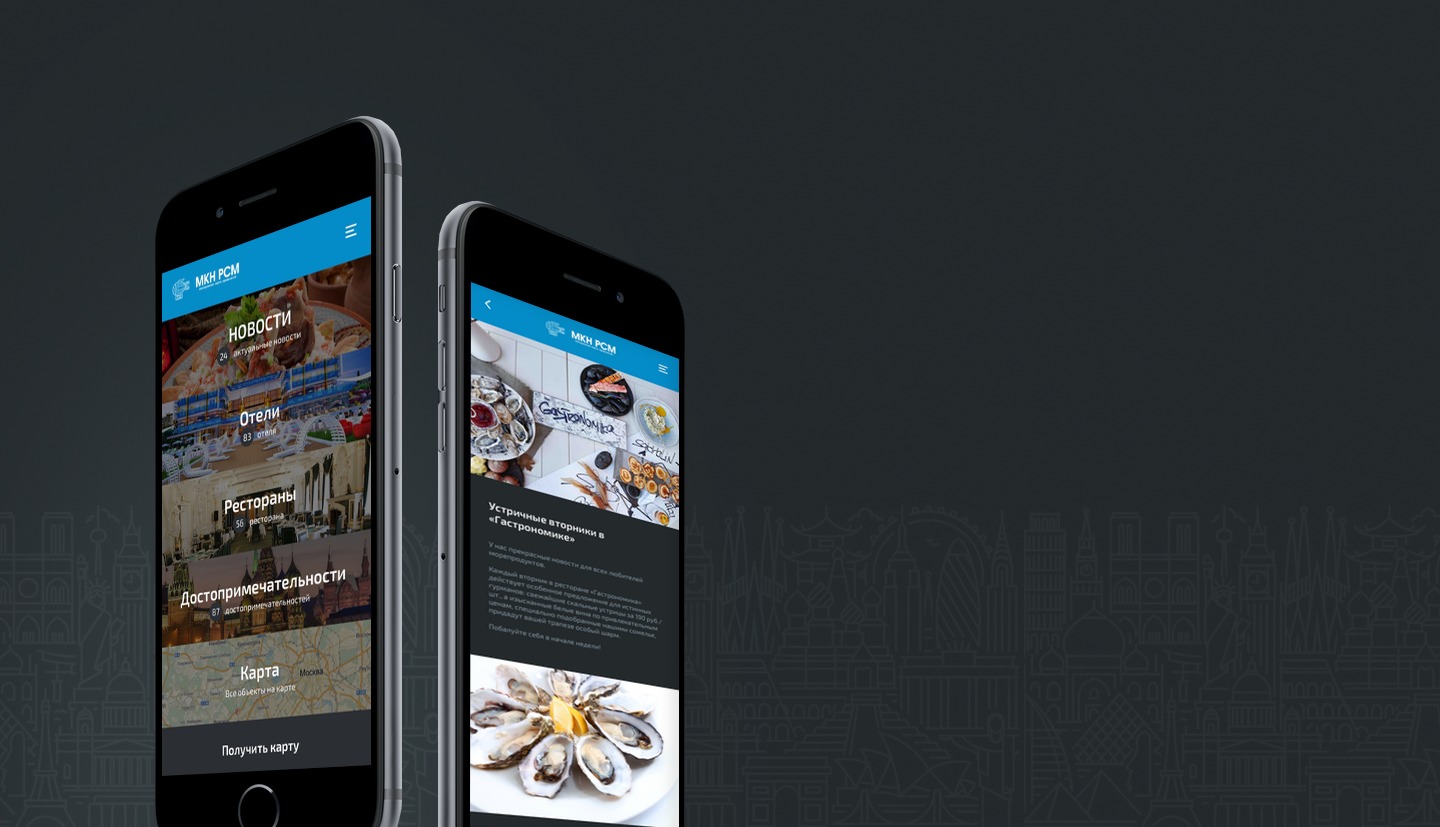 МКН РСМ
НОВОСТИ
24 актуальные новости
Отели
83 отеля
Рестораны
56 ресторана
Достопримечательности
87 достопримечательностей
Москва
Карта
Все объекты на карте
Получить карту
МКН РСМ
GASTRONOMIKA
Устричные вторники в
«Гастрономике»
У нас прекрасные новости для всех любителей
морепродуктов.
Каждый вторник в ресторане «Гастрономика»
действует особенное предложение для истинных
гурманов: свежайшие скальные устрицы за 190 руб./
шт., а изысканные белые вина по привлекательным
ценам, специально подобранные нашими сомелье,
придадут вашей трапезе особый шарм.
Побалуйте себя в начале недели!